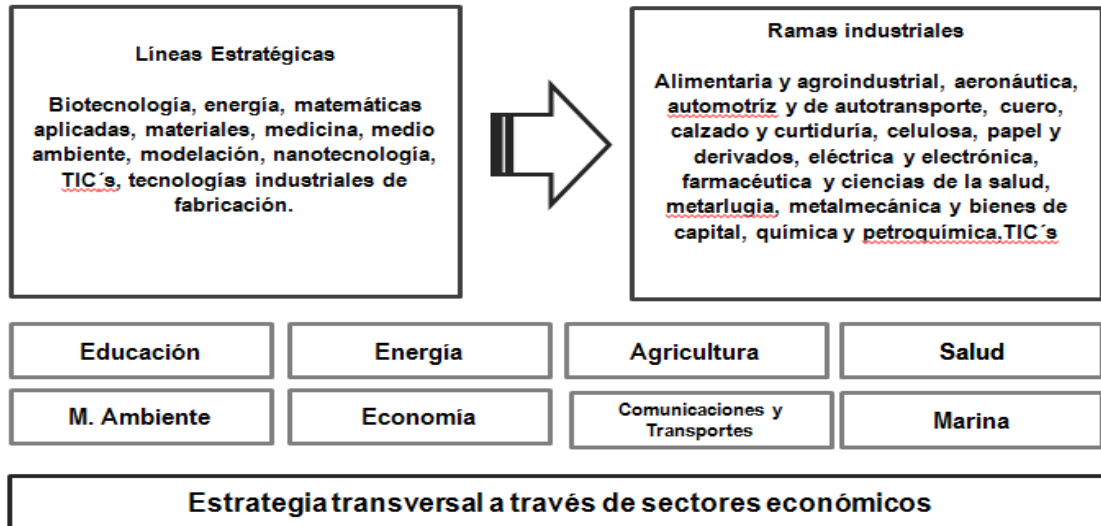 Líneas Estratégicas
Biotecnología, energía, matemáticas
aplicadas, materiales, medicina, medio
ambiente, modelación, nanotecnología,
TIC´s, tecnologías industriales de
fabricación.
Ramas industriales
Alimentaria y agroindustrial, aeronáutica,
automotríz y de autotransporte, cuero,
calzado y curtiduría, celulosa, papel y
derivados, eléctrica y electrónica,
farmacéutica y ciencias de la salud,
metarlugia, metalmecánica y bienes de
capital, química y petroquímica,TIC´s
Educación
Energía
Agricultura
Salud
M. Ambiente
Economía
Comunicaciones y
Transportes
Marina
Estrategia transversal a través de sectores económicos